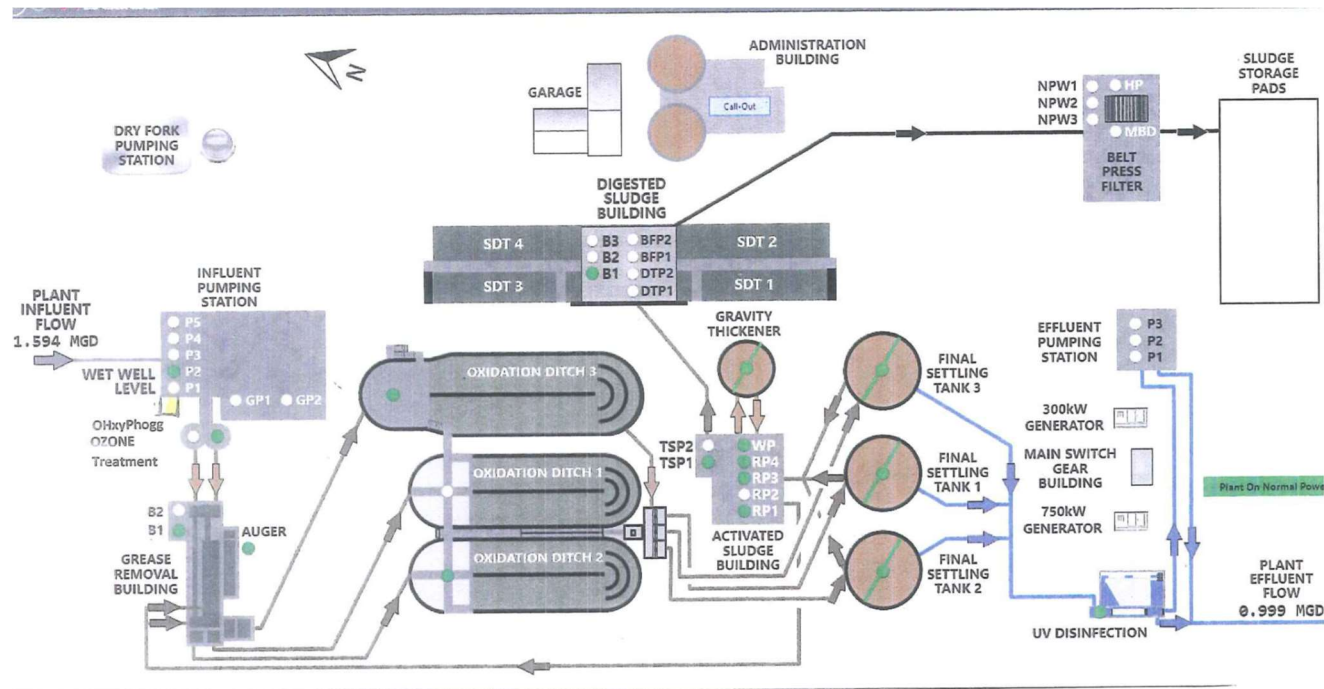 ADMINISTRATION
BUILDING
GARAGE
Call-Out
NPW1
NPW2
NPW3
HP
MBD
BELT
PRESS
FILTER
SLUDGE
STORAGE
PADS
DRY FORK
PUMPING
STATION
DIGESTED
SLUDGE
BUILDING
SDT 4
SDT 3
B3
B2
B1
BFP2
BFP1
DTP2
DTP1
SDT 2
SDT 1
INFLUENT
PUMPING
STATION
PLANT
INFLUENT
FLOW
1.594 MGD
P5
P4
P3
P2
P1
WET WELL
LEVEL
GP1
GP2
OHxyPhogg
OZONE
Treatment
B2
B1
AUGER
GREASE
REMOVAL
BUILDING
OXIDATION DITCH 3
OXIDATION DITCH 1
OXIDATION DITCH 2
GRAVITY
THICKENER
TSP2
TSP1
WP
RP4
RP3
RP2
RP1
ACTIVATED
SLUDGE
BUILDING
FINAL
SETTLING
TANK 3
FINAL
SETTLING
TANK 1
FINAL
SETTLING
TANK 2
EFFLUENT
PUMPING
STATION
P3
P2
P1
300kW
GENERATOR
MAIN SWITCH
GEAR
BUILDING
750kW
GENERATOR
Plant On Normal Powe
UV DISINFECTION
PLANT
EFFLUENT
FLOW
0.999 MGD
N